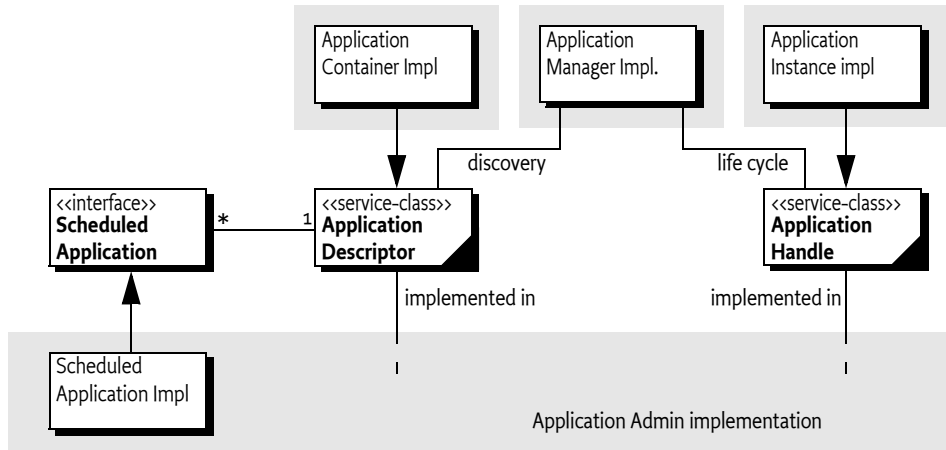 Application
Container Impl
Application
Manager Impl.
Application
Instance impl
discovery
life cycle
<<interface>>
Scheduled
Application
*
1
<<service-class>>
Application
Descriptor
<<service-class>>
Application
Handle
implemented in
implemented in
Scheduled
Application Impl
Application Admin implementation